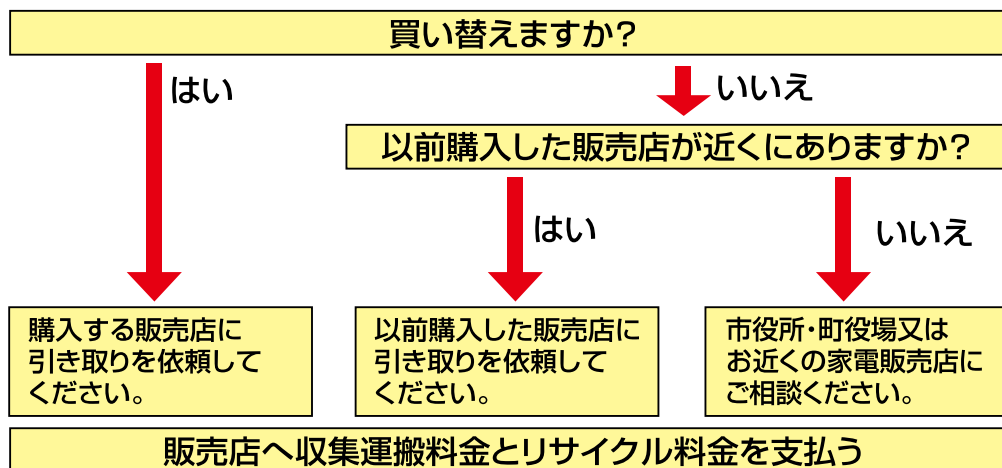 買い替えますか？
はい
いいえ
以前購入した販売店が近くにありますか？
はい
いいえ
購入する販売店に
引き取りを依頼して
ください。
以前購入した販売店に
引き取りを依頼して
ください。
市役所・町役場又は
お近くの家電販売店に
ご相談ください。
販売店へ収集運搬料金とリサイクル料金を支払う